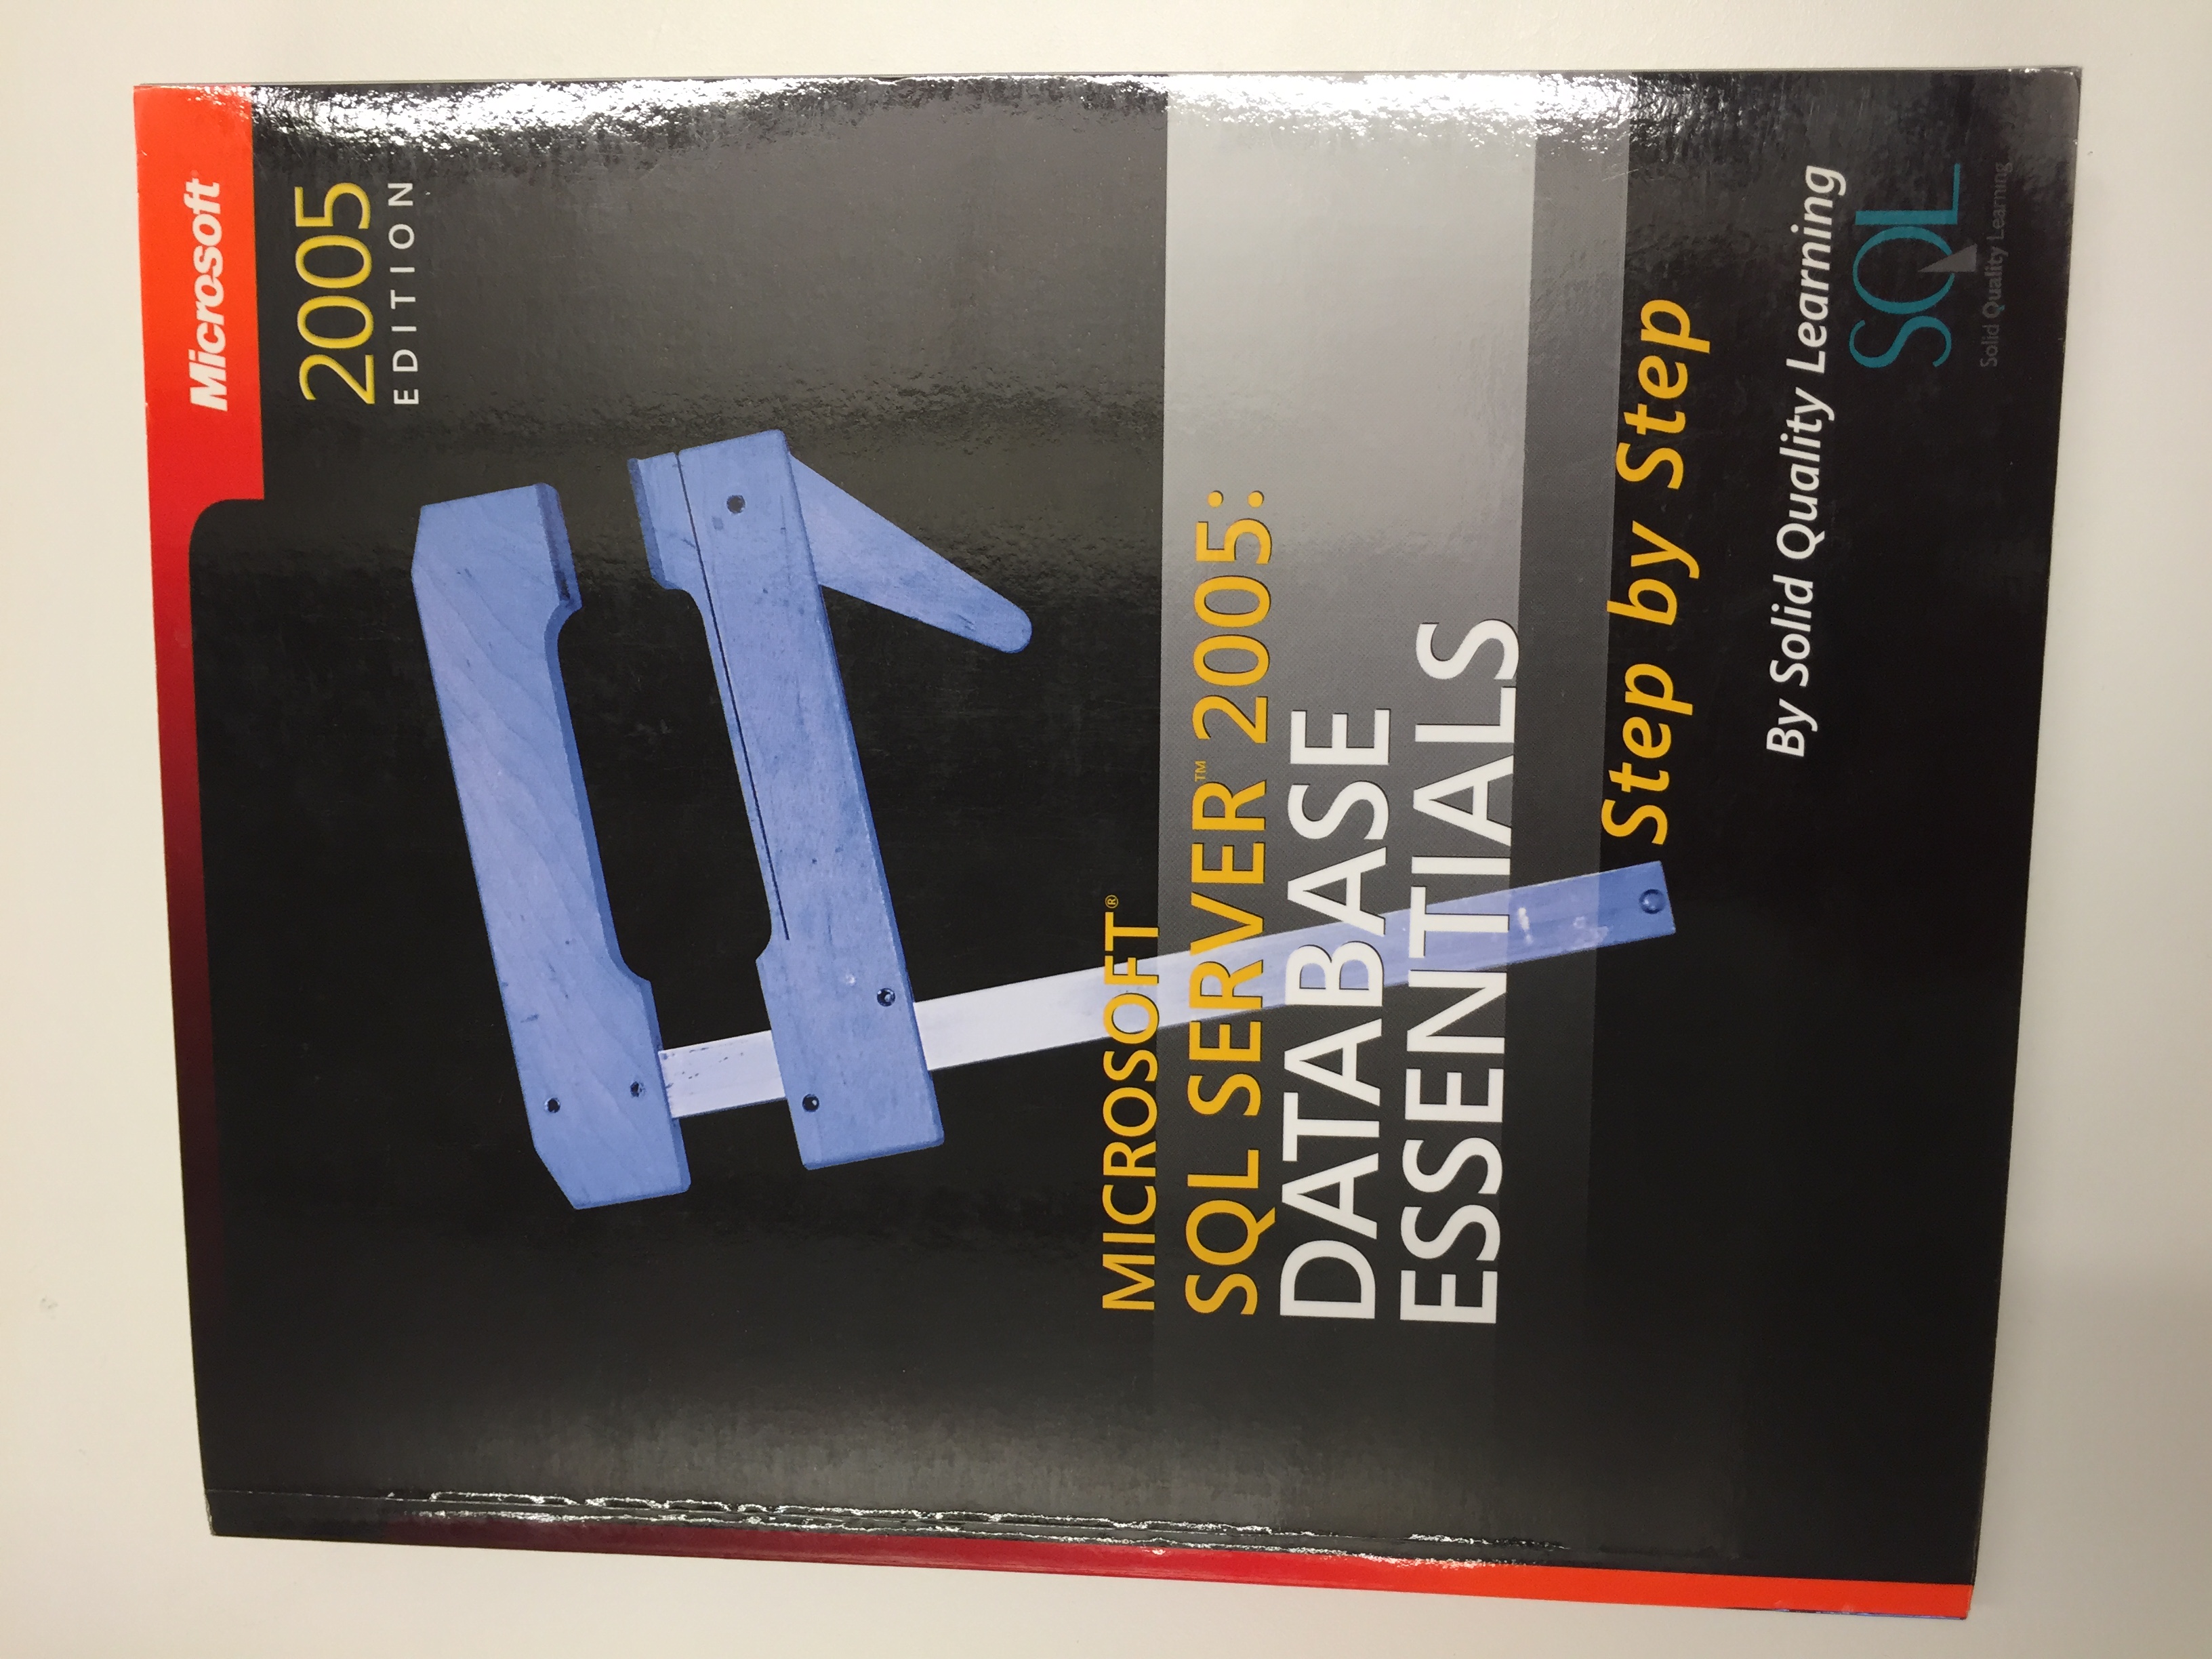 Microsoft
2005
EDITION
MICROSOFT®
SQL SERVER™ 2005:
DATABASE
ESSENTIALS
Step by Step
By Solid Quality Learning
SQL
Solid Quality Learning